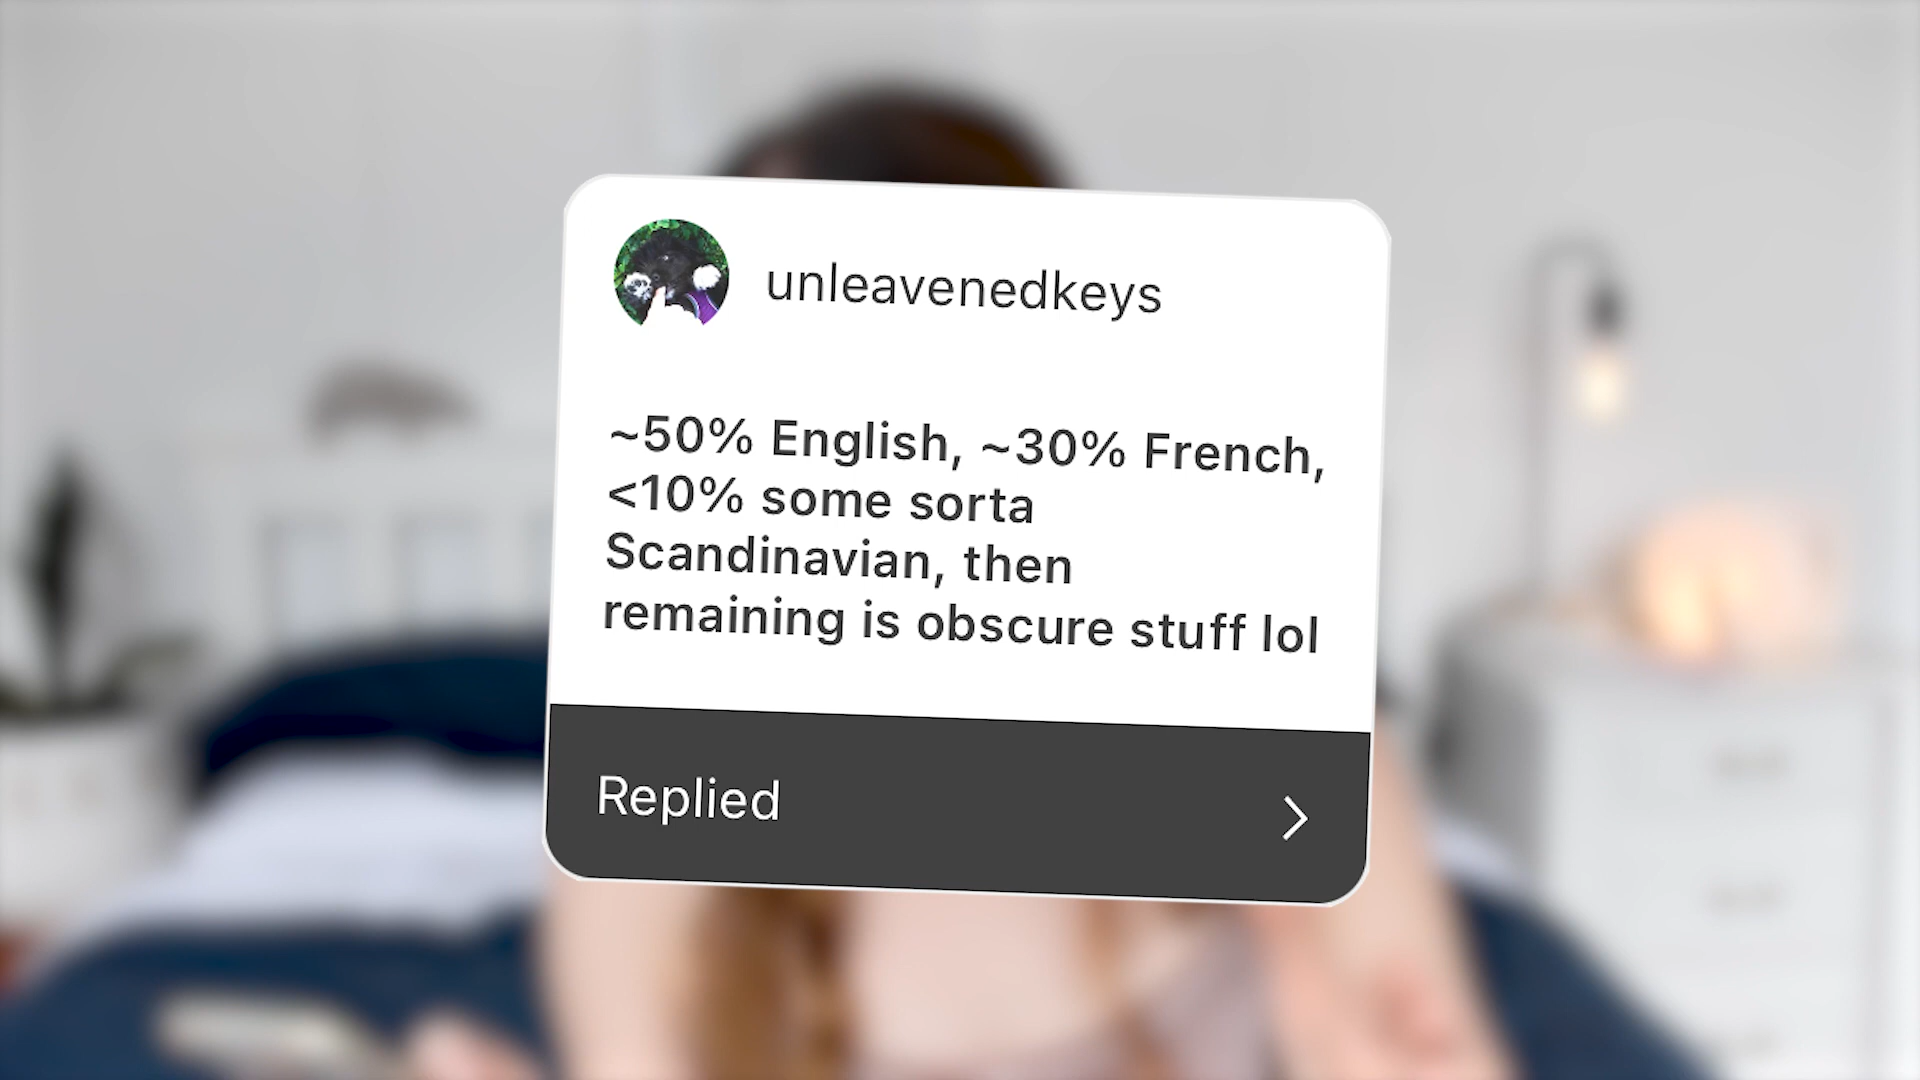 unleavenedkeys
~50% English, ~30% French,
<10% some sorta
Scandinavian, then
remaining is obscure stuff lol
Replied